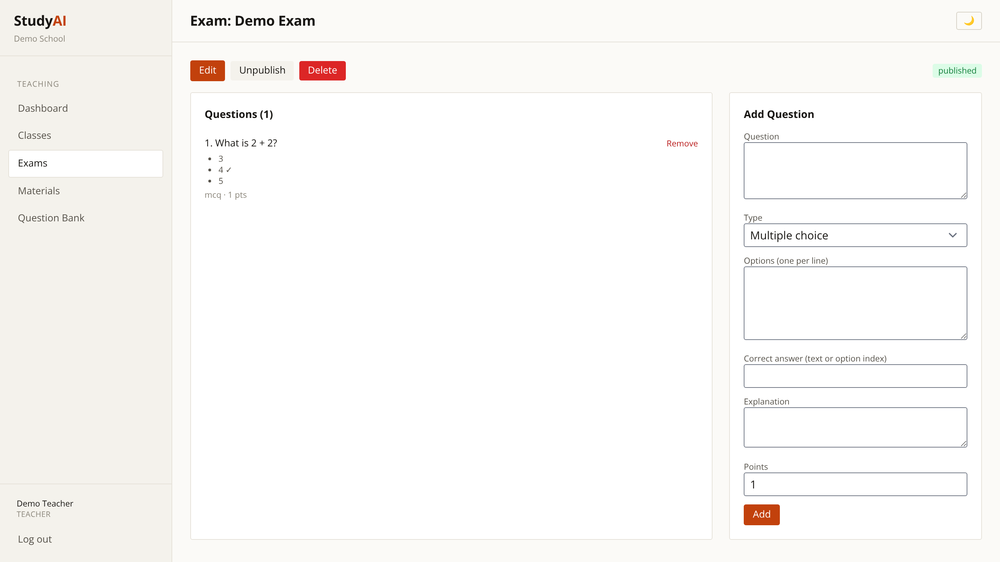 StudyAI
Demo School
TEACHING
Dashboard
Classes
Exams
Materials
Question Bank
Demo Teacher
TEACHER
Log out
Exam: Demo Exam
Edit
Unpublish
Delete
published
Questions (1)
1. What is 2 + 2?
Remove
• 3
• 4 ✓
• 5
mcq · 1 pts
Add Question
Question
Type
Multiple choice
Options (one per line)
Correct answer (text or option index)
Explanation
Points
1
Add